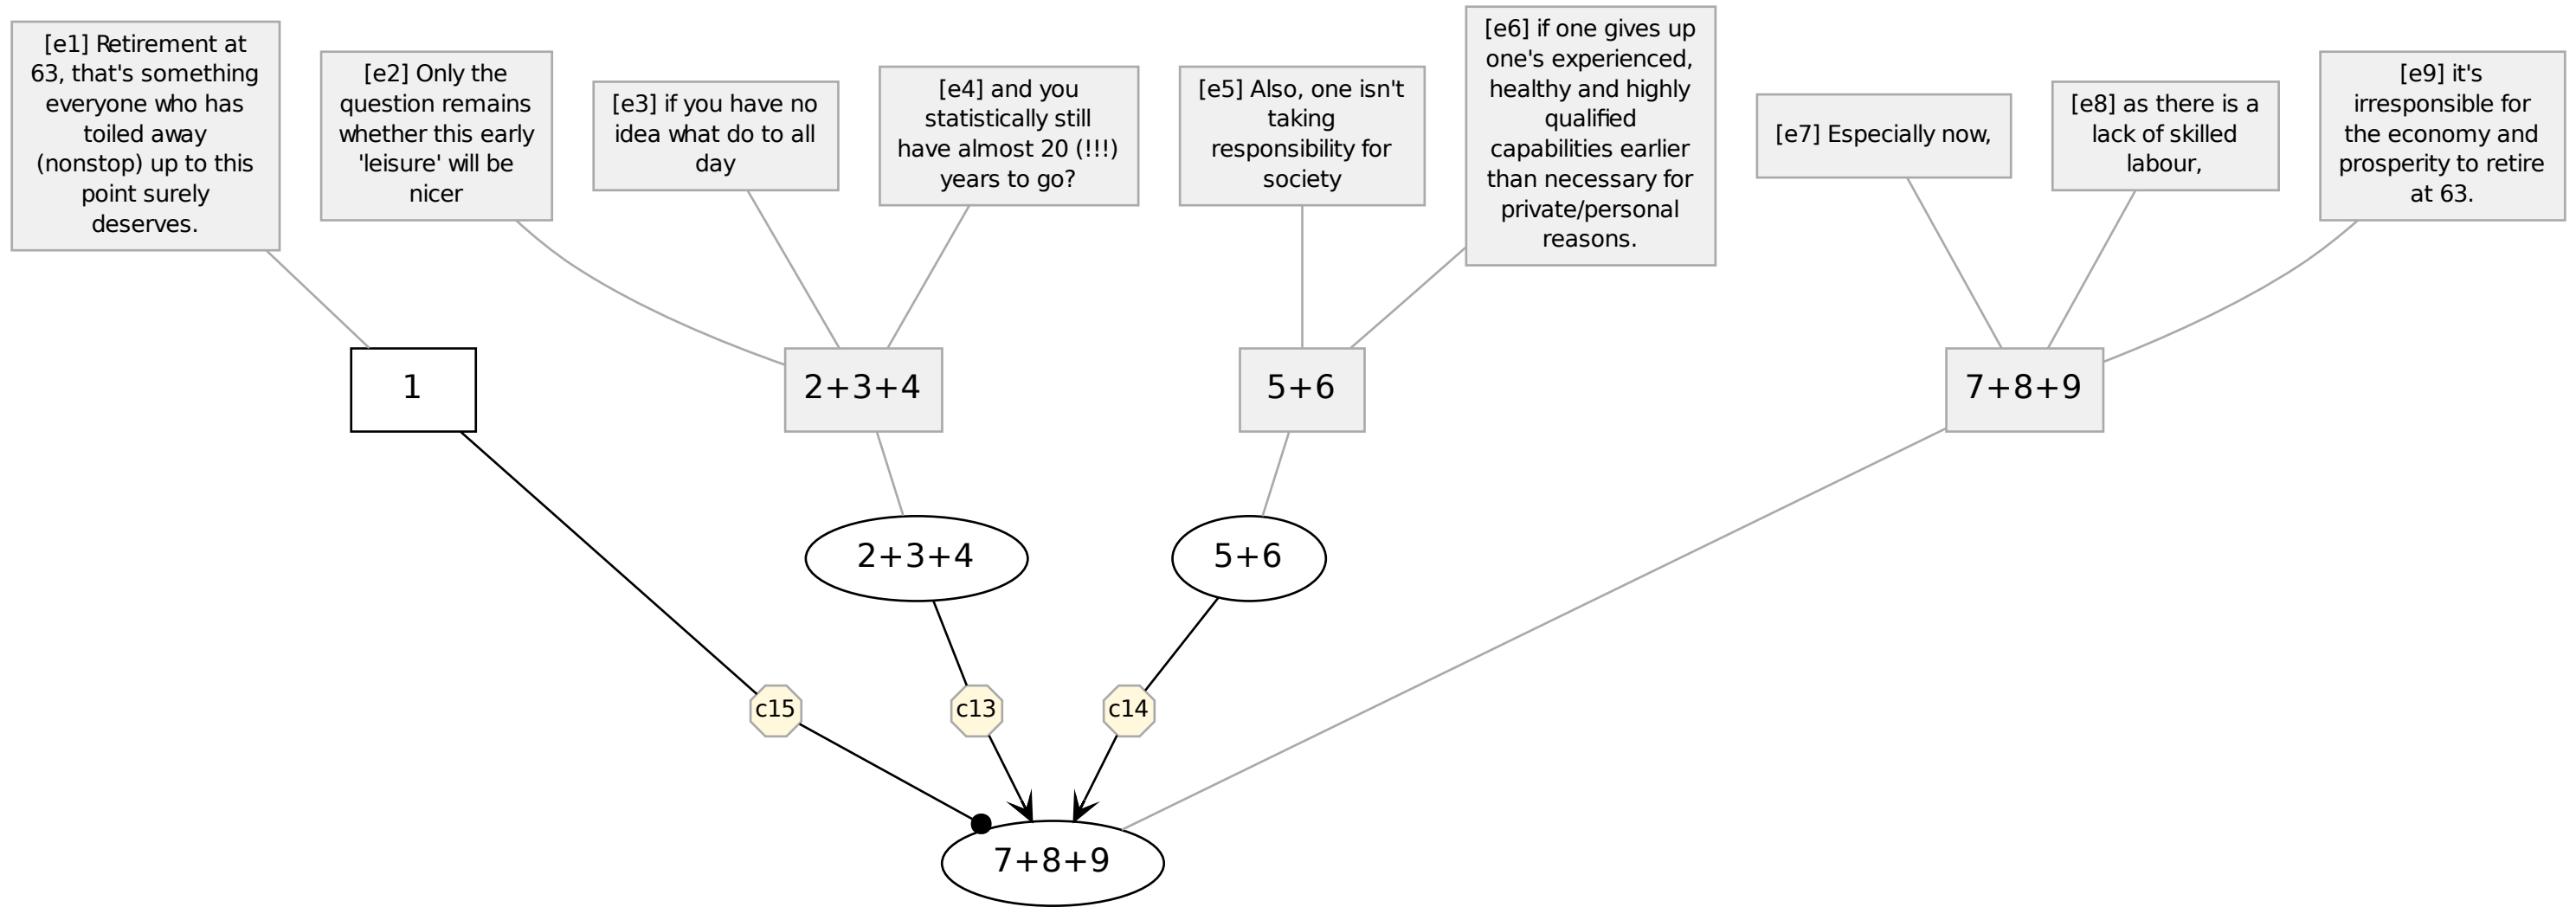 [e1] Retirement at
63, that's something
everyone who has
toiled away
(nonstop) up to this
point surely
deserves.
[e2] Only the
question remains
whether this early
'leisure' will be
nicer
[e3] if you have no
idea what do to all
day
[e4] and you
statistically still
have almost 20 (!!!)
years to go?
[e5] Also, one isn't
taking
responsibility for
society
[e6] if one gives up
one's experienced,
healthy and highly
qualified
capabilities earlier
than necessary for
private/personal
reasons.
[e7] Especially now,
[e8] as there is a
lack of skilled
labour,
[e9] it's
irresponsible for
the economy and
prosperity to retire
at 63.
1
2+3+4
5+6
7+8+9
2+3+4
5+6
c15
c13
c14
7+8+9